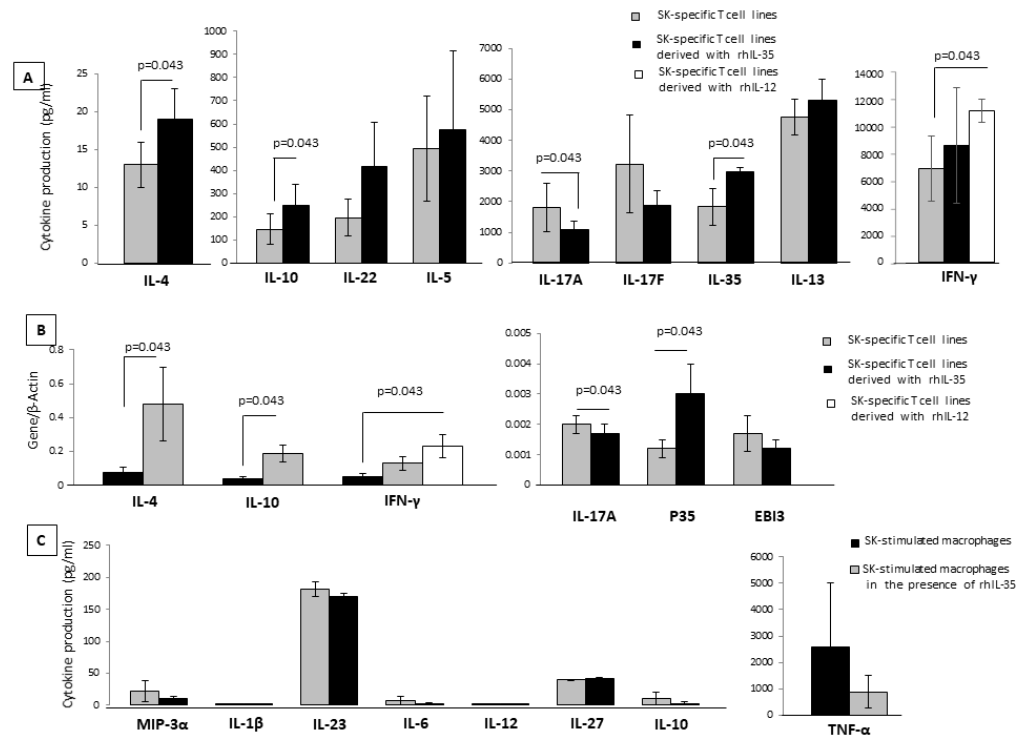 SK-specific T cell lines
SK-specific T cell lines
derived with rhIL-35
SK-specific T cell lines
derived with rhIL-12
A
Cytokine production (pg/ml)
25
20
15
10
5
0
p=0.043
IL-4
1000
900
800
700
600
500
400
300
200
100
0
p=0.043
IL-10 IL-22 IL-5
7000
6000
5000
4000
3000
2000
1000
0
p=0.043
p=0.043
IL-17A IL-17F IL-35 IL-13
14000
12000
10000
8000
6000
4000
2000
0
p=0.043
IFN-γ
B
Gene/β-Actin
0.8
0.6
0.4
0.2
0
p=0.043
p=0.043
p=0.043
IL-4 IL-10 IFN-γ
0.005
0.004
0.003
0.002
0.001
0
p=0.043
p=0.043
IL-17A P35 EBI3
SK-specific T cell lines
SK-specific T cell lines
derived with rhIL-35
SK-specific T cell lines
derived with rhIL-12
C
Cytokine production (pg/ml)
250
200
150
100
50
0
MIP-3α IL-1β IL-23 IL-6 IL-12 IL-27 IL-10
6000
5000
4000
3000
2000
1000
0
TNF-α
SK-stimulated macrophages
SK-stimulated macrophages
in the presence of rhIL-35